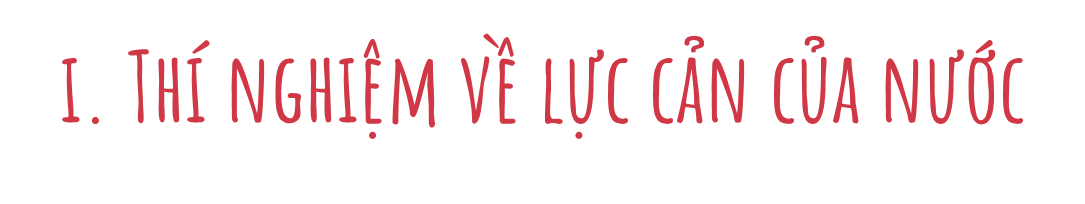 I. Thí nghiệm về lực cản của nước